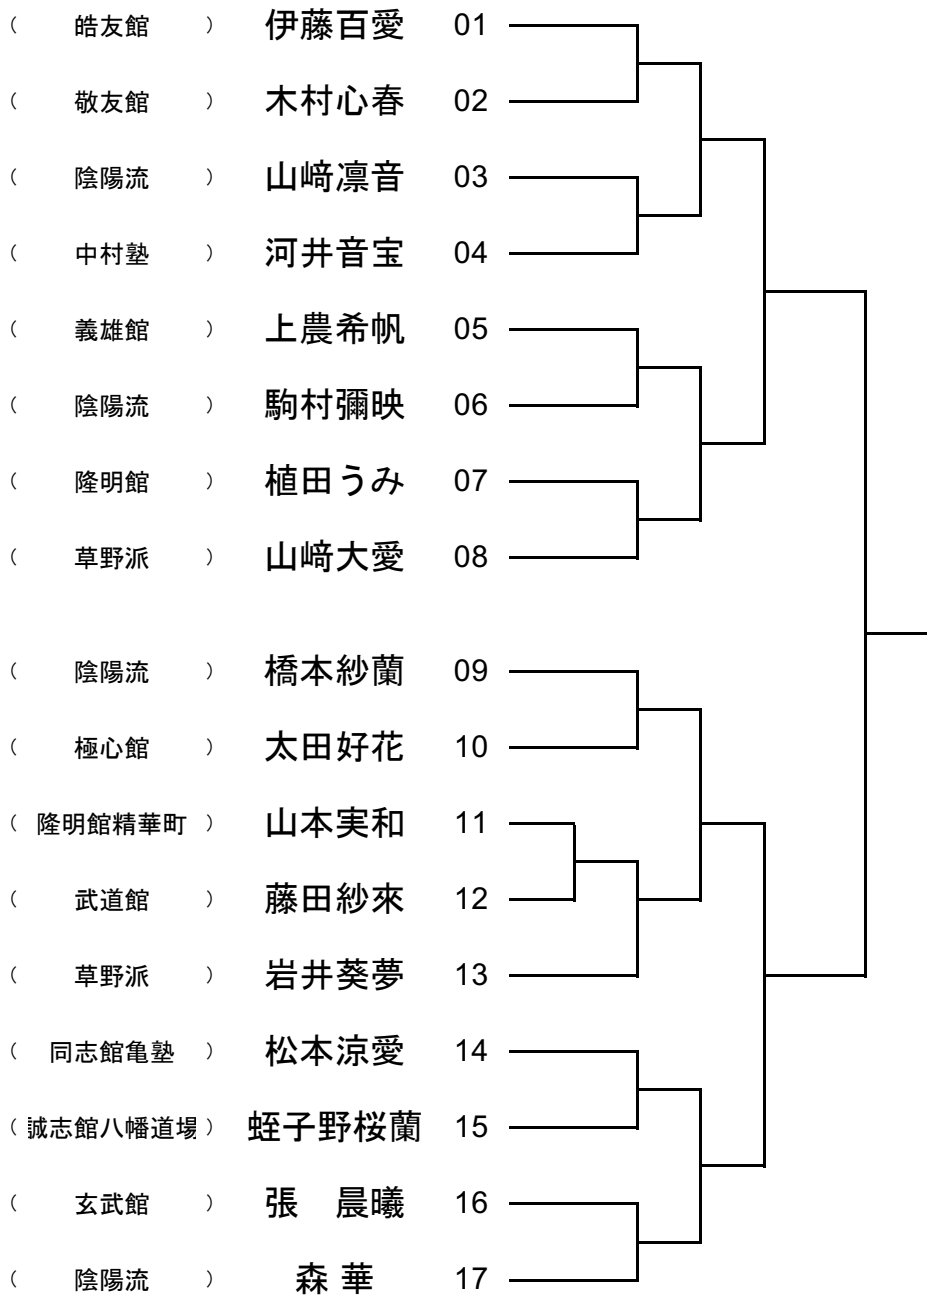 （ 皓友館 ） 伊藤百愛 01
（ 敬友館 ） 木村心春 02
（ 陰陽流 ） 山﨑凛音 03
（ 中村塾 ） 河井音宝 04
（ 義雄館 ） 上農希帆 05
（ 陰陽流 ） 駒村彌映 06
（ 隆明館 ） 植田うみ 07
（ 草野派 ） 山﨑大愛 08
（ 陰陽流 ） 橋本紗蘭 09
（ 極心館 ） 太田好花 10
（ 隆明館精華町 ） 山本実和 11
（ 武道館 ） 藤田紗來 12
（ 草野派 ） 岩井葵夢 13
（ 同志館亀塾 ） 松本涼愛 14
（ 誠志館八幡道場 ） 蛭子野桜蘭 15
（ 玄武館 ） 張　晨曦 16
（ 陰陽流 ） 森 華 17